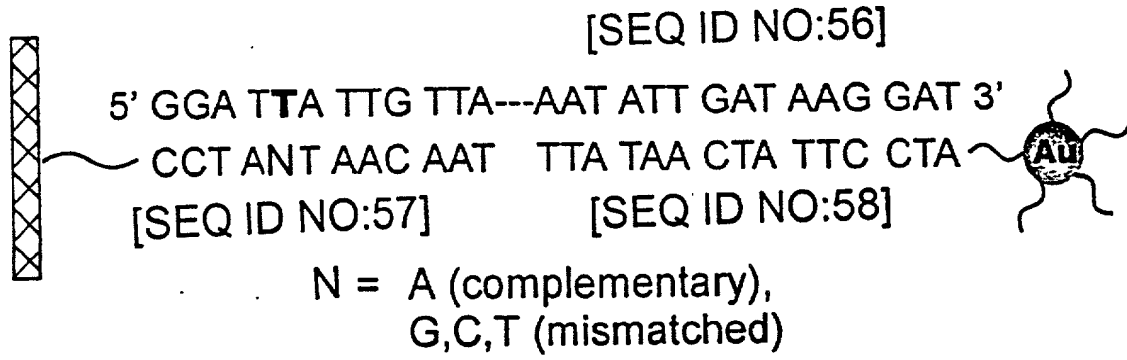 [SEQ ID NO:56]
5' GGA TTA TTG TTA---AAT ATT GAT AAG GAT 3'
CCT ANT AAC AAT TTA TAA CTA TTC CTA Au
[SEQ ID NO:57] [SEQ ID NO:58]
N = A (complementary),
G,C,T (mismatched)